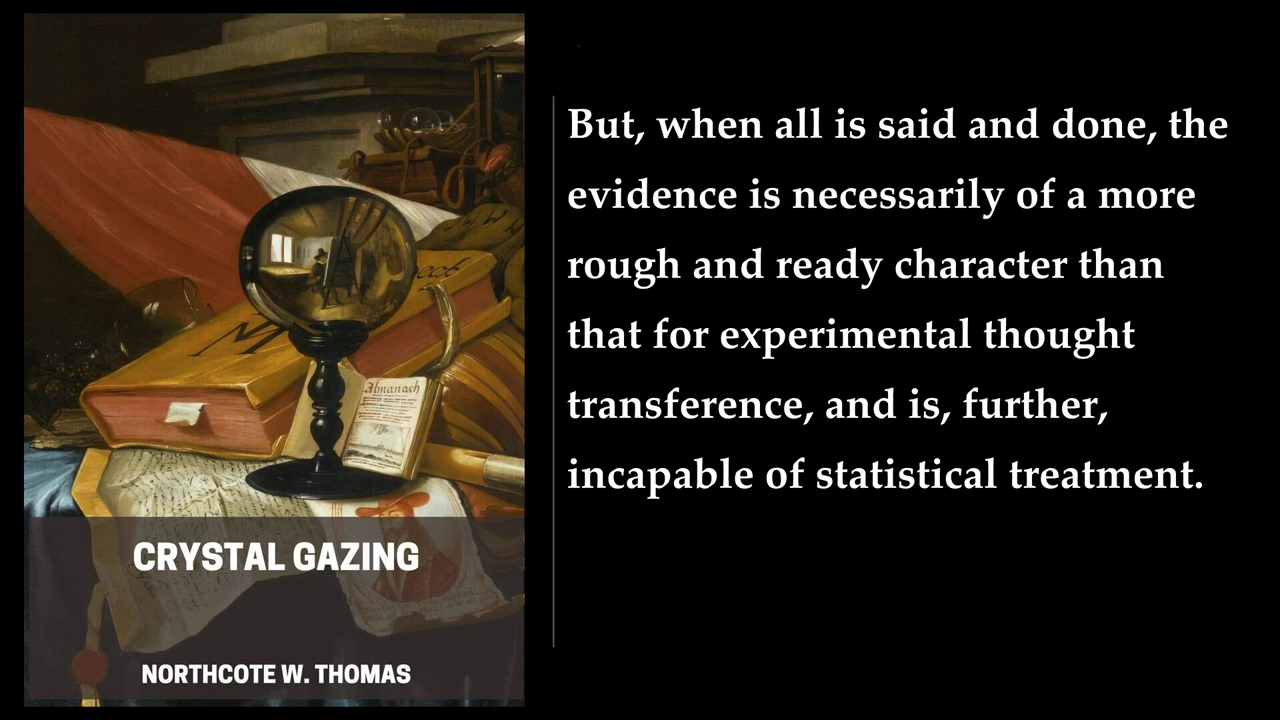 M
Almanach
CRYSTAL GAZING
NORTHCOTE W. THOMAS
But, when all is said and done, the
evidence is necessarily of a more
rough and ready character than
that for experimental thought
transference, and is, further,
incapable of statistical treatment.